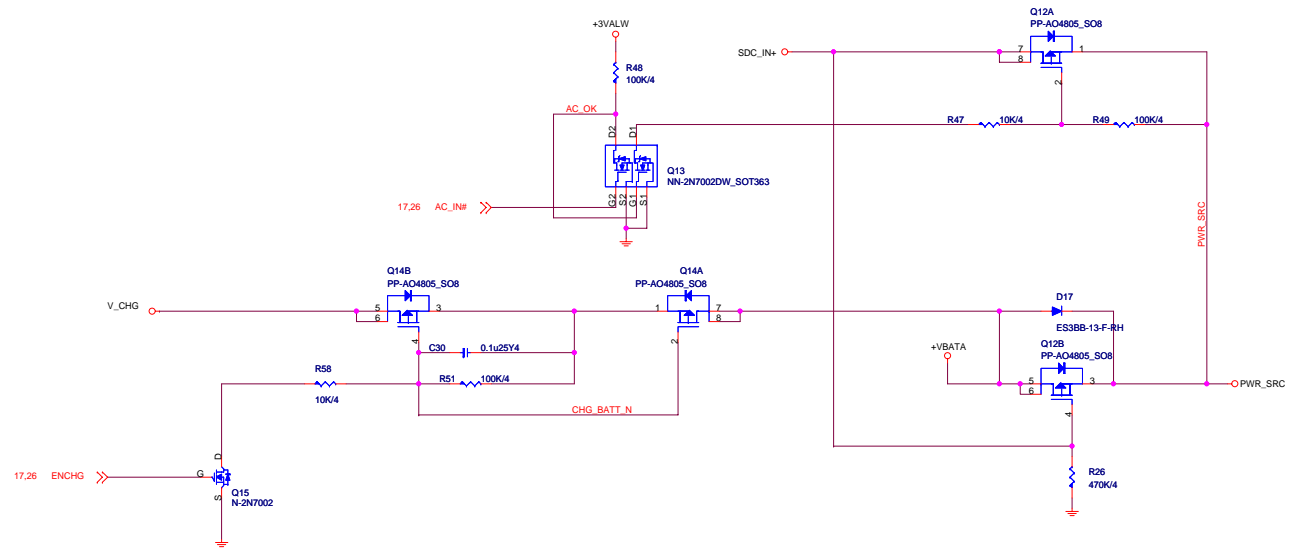 Q12A
PP-AO4805_SO8
+3VALW
SDC_IN+
7
8
1
2
R48
100K/4
AC_OK
D2
D1
R47
10K/4
R49
100K/4
Q13
NN-2N7002DW_SOT363
G2
S2
G1
S1
17,26 AC_IN#
PWR_SRC
Q14B
PP-AO4805_SO8
Q14A
PP-AO4805_SO8
V_CHG
5
6
3
4
1
7
8
2
D17
ES3BB-13-F-RH
C30
0.1u25Y4
+VBATA
Q12B
PP-AO4805_SO8
5
6
3
4
PWR_SRC
R58
10K/4
R51
100K/4
CHG_BATT_N
17,26 ENCHG
D
G
S
Q15
N-2N7002
R26
470K/4